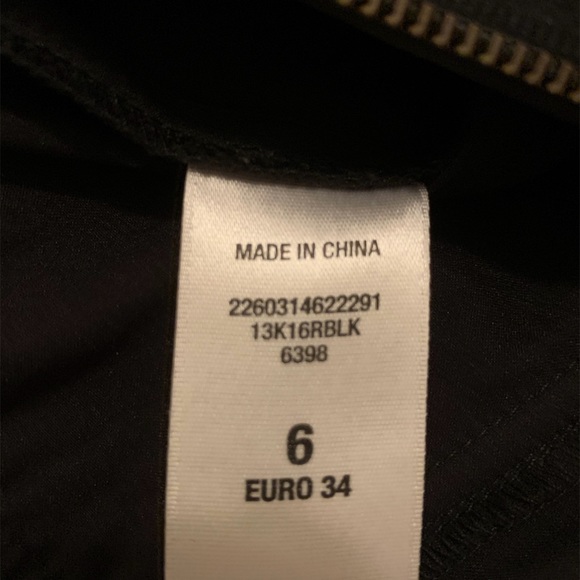 MADE IN CHINA
2260314622291
13K16RBLK
6398
6
EURO 34